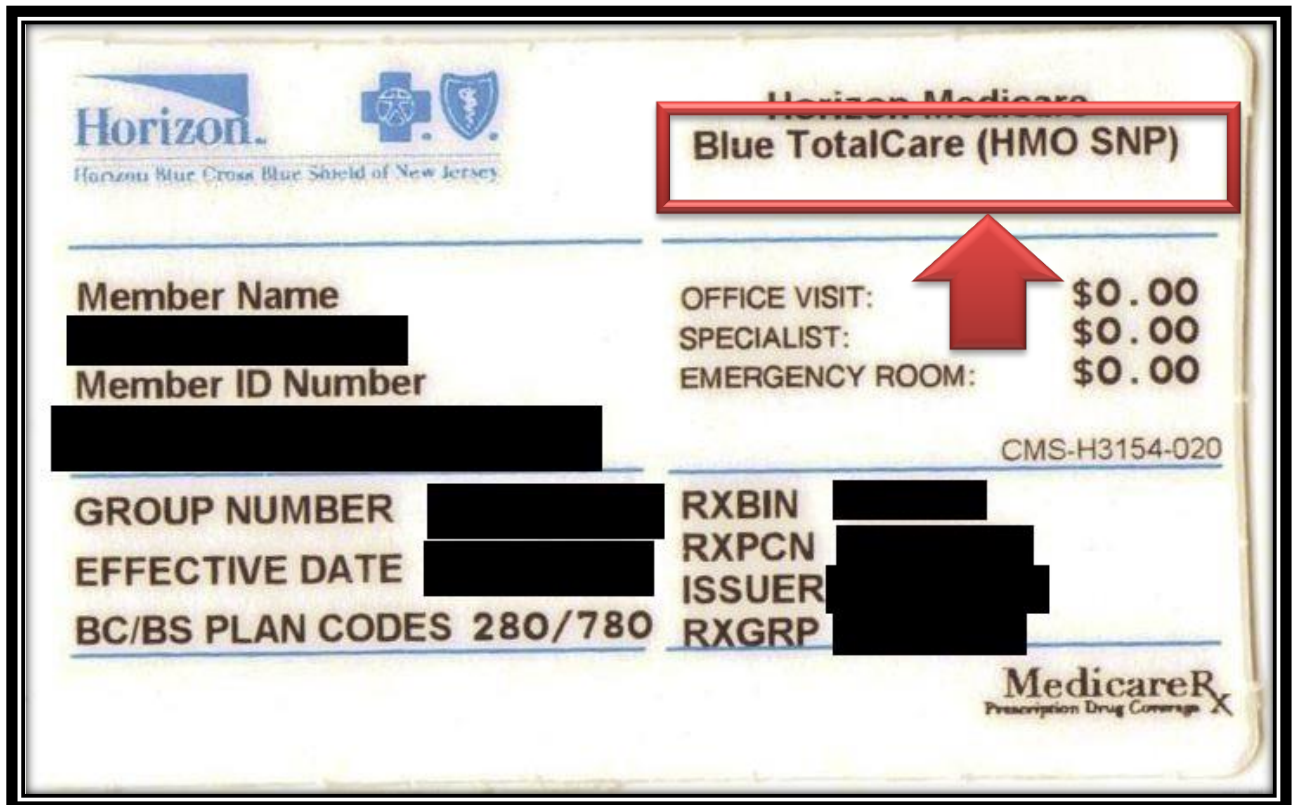 Horizon.
Horizon Blue Cross Blue Shield of New Jersey
Horizon Medicare
Blue TotalCare (HMO SNP)
Member Name
Member ID Number
OFFICE VISIT: $0.00
SPECIALIST: $0.00
EMERGENCY ROOM: $0.00
CMS-H3154-020
GROUP NUMBER
EFFECTIVE DATE
BC/BS PLAN CODES 280/780
RXBIN
RXPCN
ISSUER
RXGRP
MedicareRx
Prescription Drug Coverage